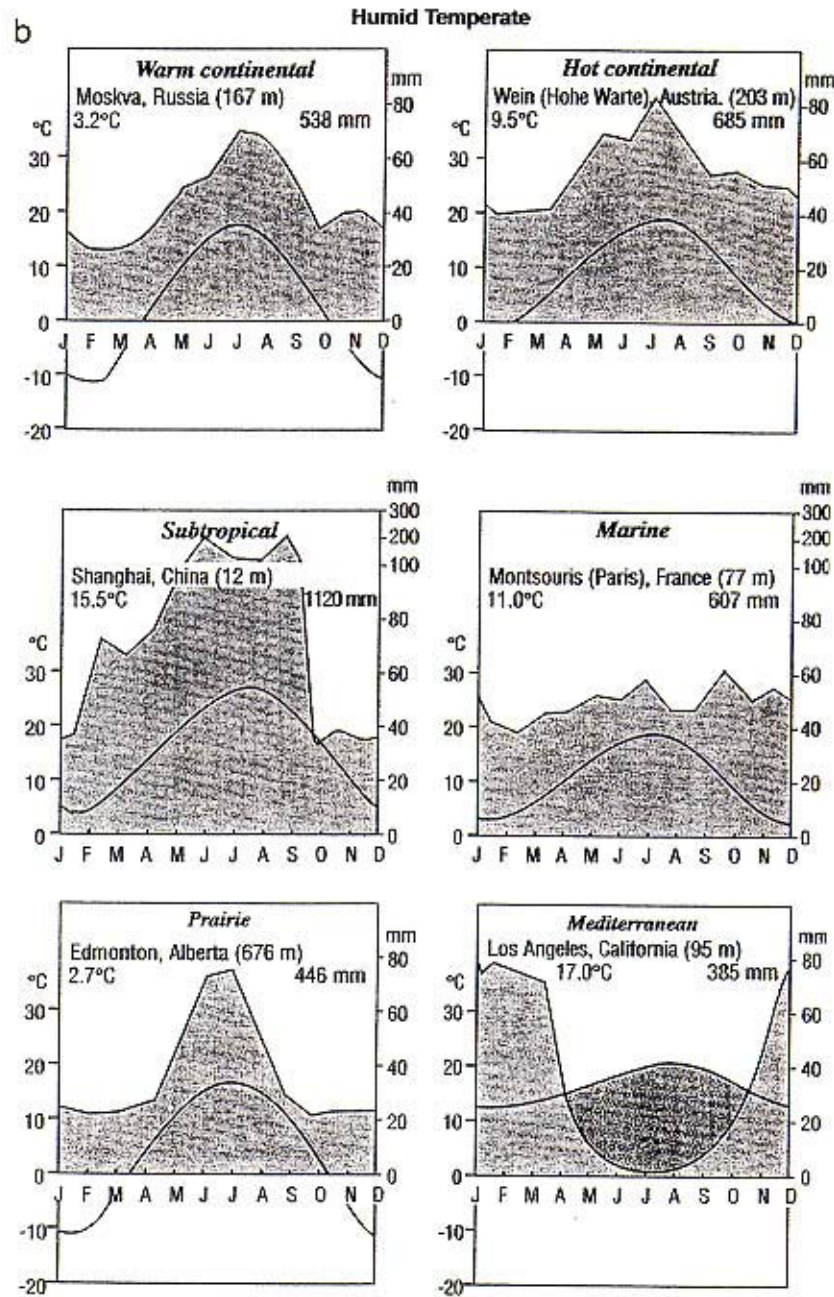 b
Humid Temperate
Warm continental
Moskva, Russia (167 m)
3.2°C 538 mm
°C
30
20
10
0
-10
-20
mm
80
60
40
20
0
J F M A M J J A S O N D
Hot continental
Wein (Hohe Warte), Austria. (203 m)
9.5°C 685 mm
°C
30
20
10
0
-10
-20
mm
80
60
40
20
0
J F M A M J J A S O N D
Subtropical
Shanghai, China (12 m)
15.5°C 1120 mm
°C
30
20
10
0
mm
300
200
100
80
60
40
20
0
J F M A M J J A S O N D
Marine
Montsouris (Paris), France (77 m)
11.0°C 607 mm
°C
30
20
10
0
mm
300
200
100
80
60
40
20
0
J F M A M J J A S O N D
Prairie
Edmonton, Alberta (676 m)
2.7°C 446 mm
°C
30
20
10
0
-10
-20
mm
80
60
40
20
0
J F M A M J J A S O N D
Mediterranean
Los Angeles, California (95 m)
17.0°C 385 mm
°C
30
20
10
0
-10
-20
mm
80
60
40
20
0
J F M A M J J A S O N D